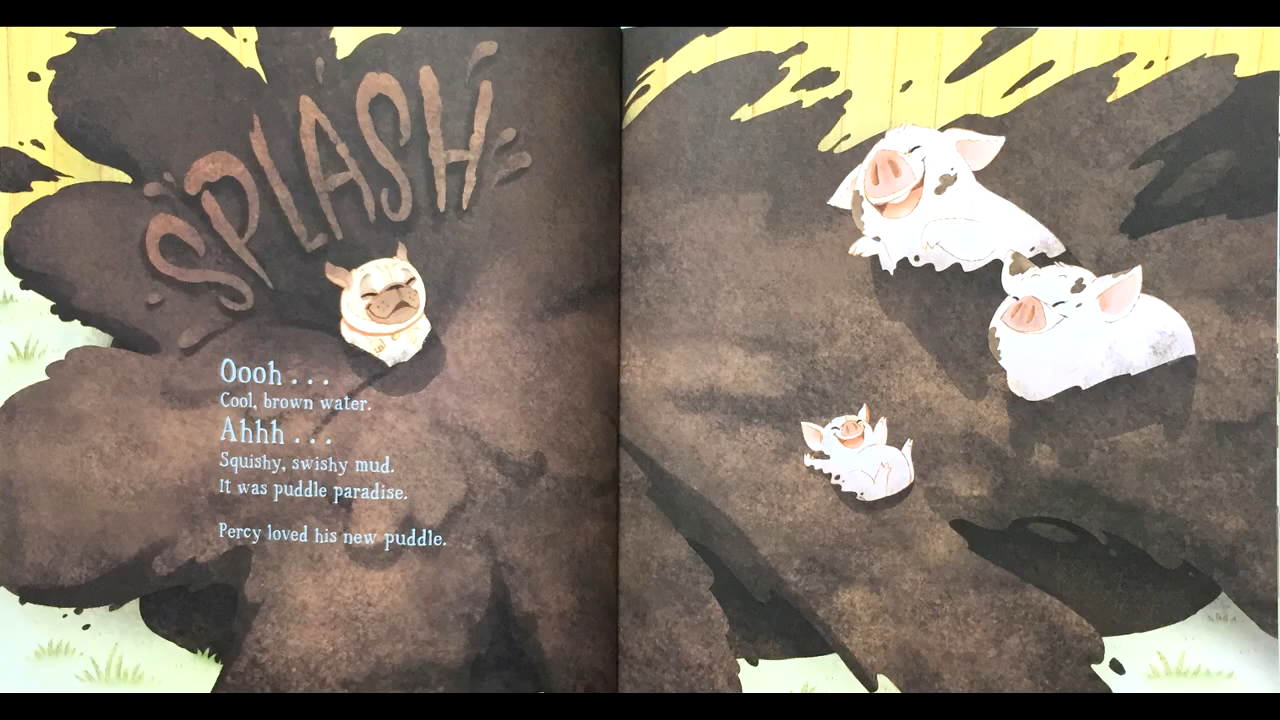 SPLASH
Oooh . . .
Cool, brown water.
Ahhh . . .
Squishy, swishy mud.
It was puddle paradise.
Percy loved his new puddle.